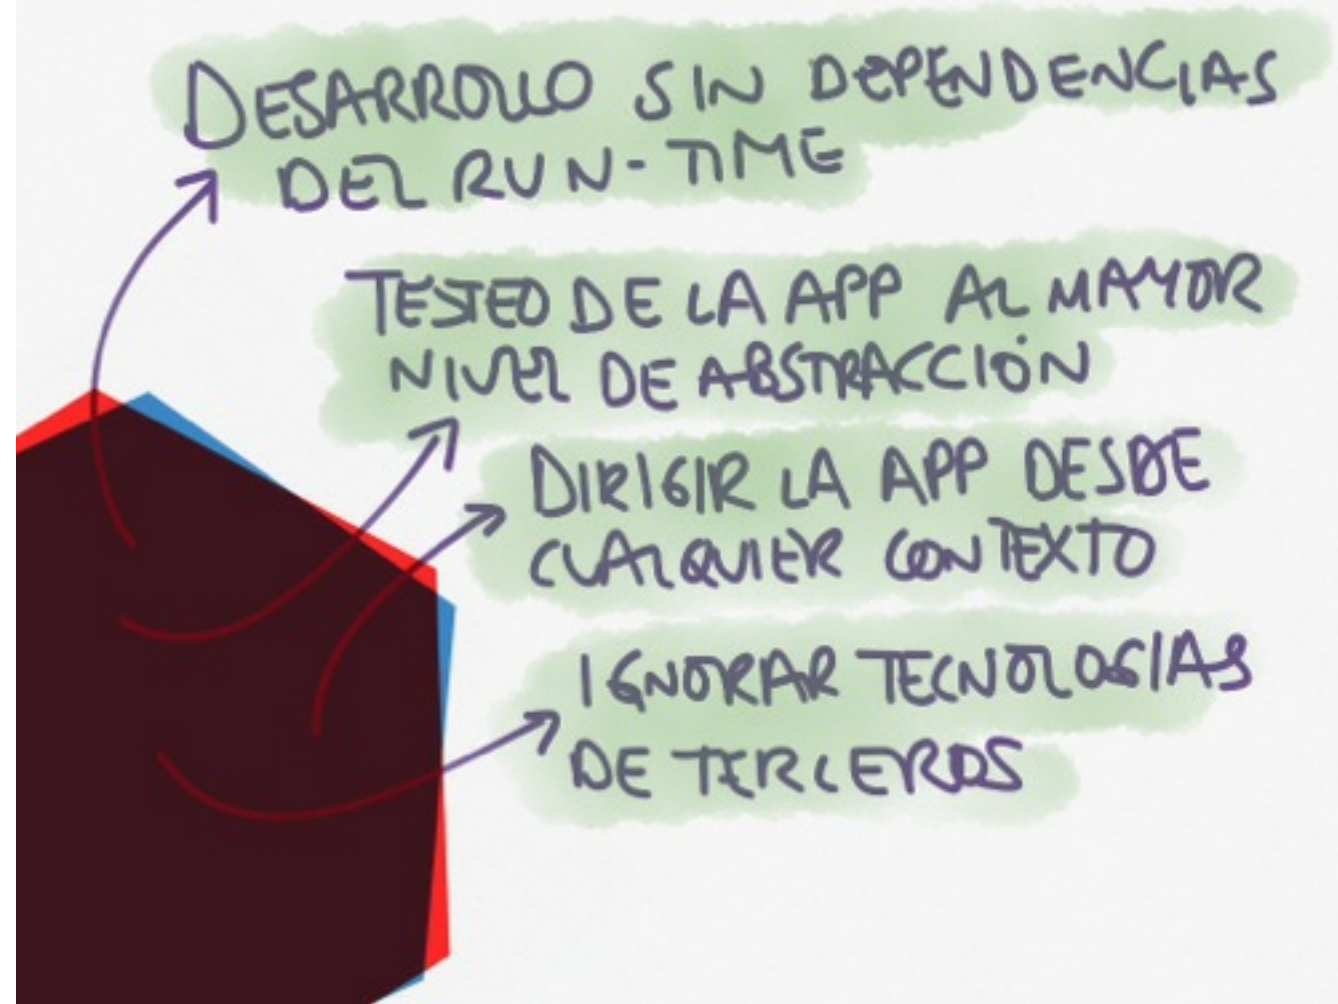 DESARROLLO SIN DEPENDENCIAS
DEL RUN-TIME
TESTEO DE LA APP AL MAYOR
NIVEL DE ABSTRACCIÓN
DIRIGIR LA APP DESDE
CUALQUIER CONTEXTO
IGNORAR TECNOLOGIAS
DE TERCEROS